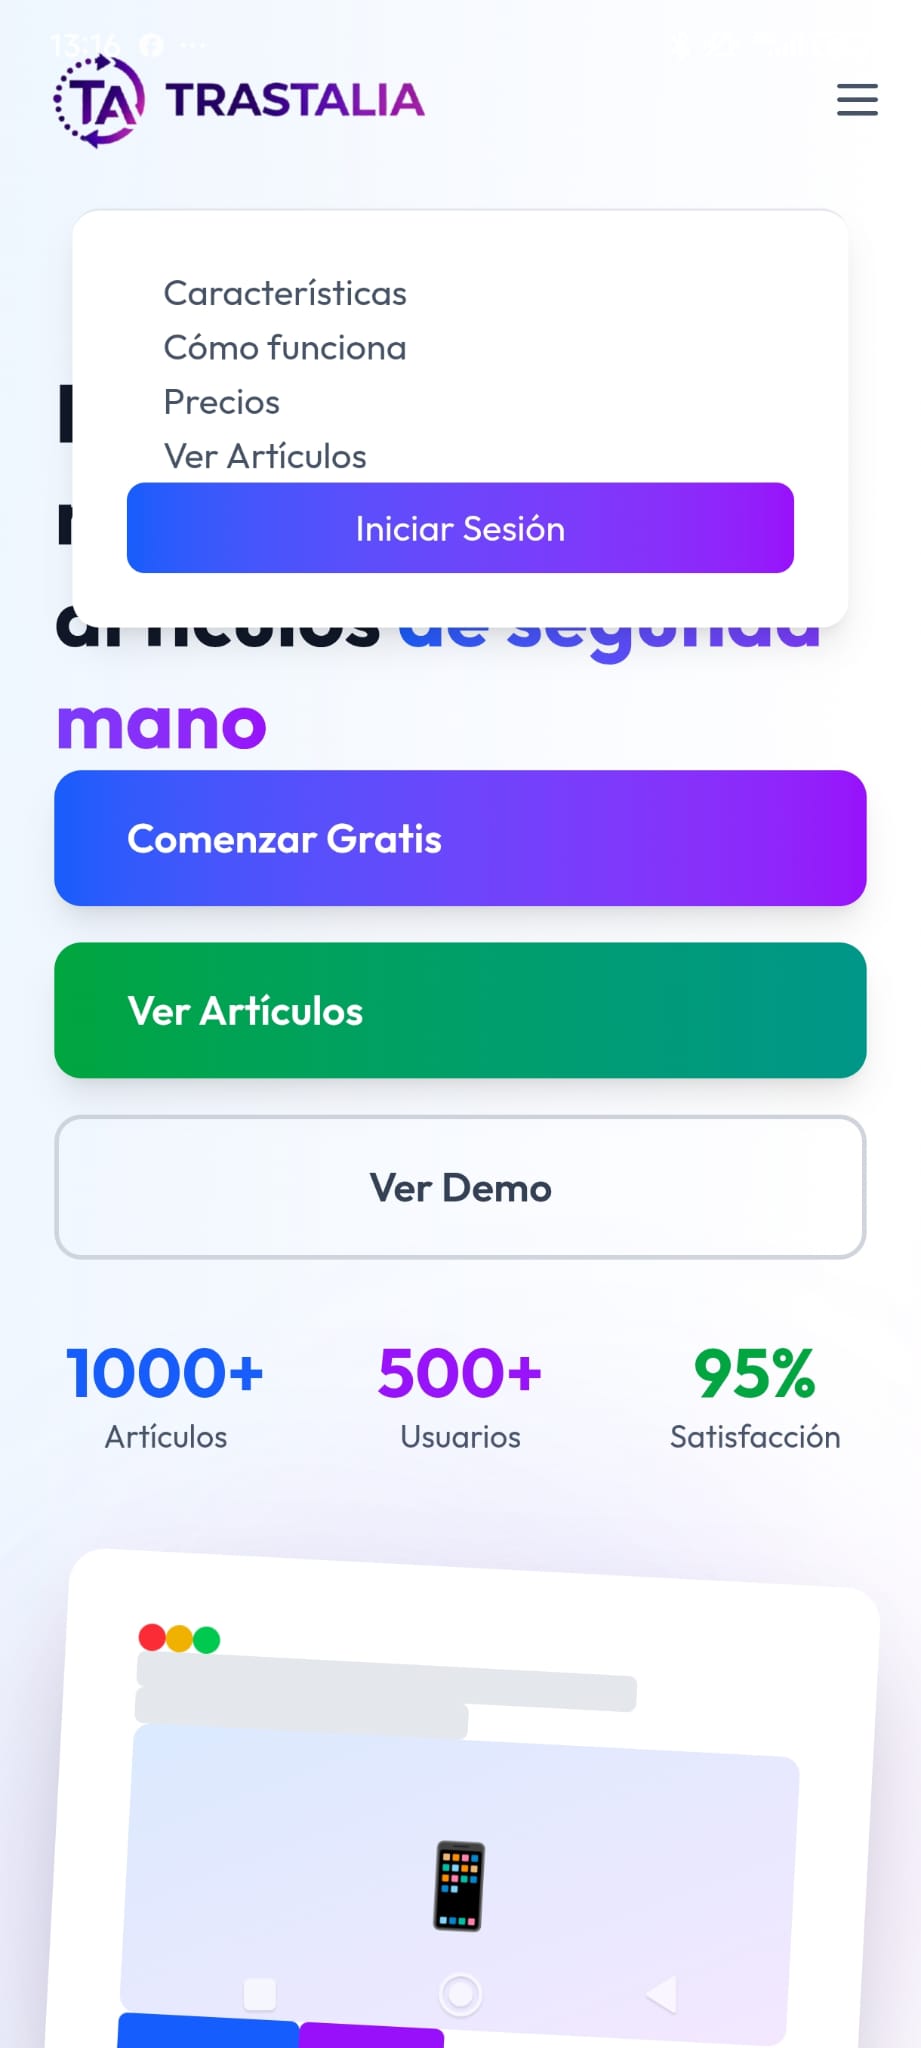 13:16
TA TRASTALIA
Características
Cómo funciona
Precios
Ver Artículos
Iniciar Sesión
artículos de segunda
mano
Comenzar Gratis
Ver Artículos
Ver Demo
1000+ 500+ 95%
Artículos Usuarios Satisfacción